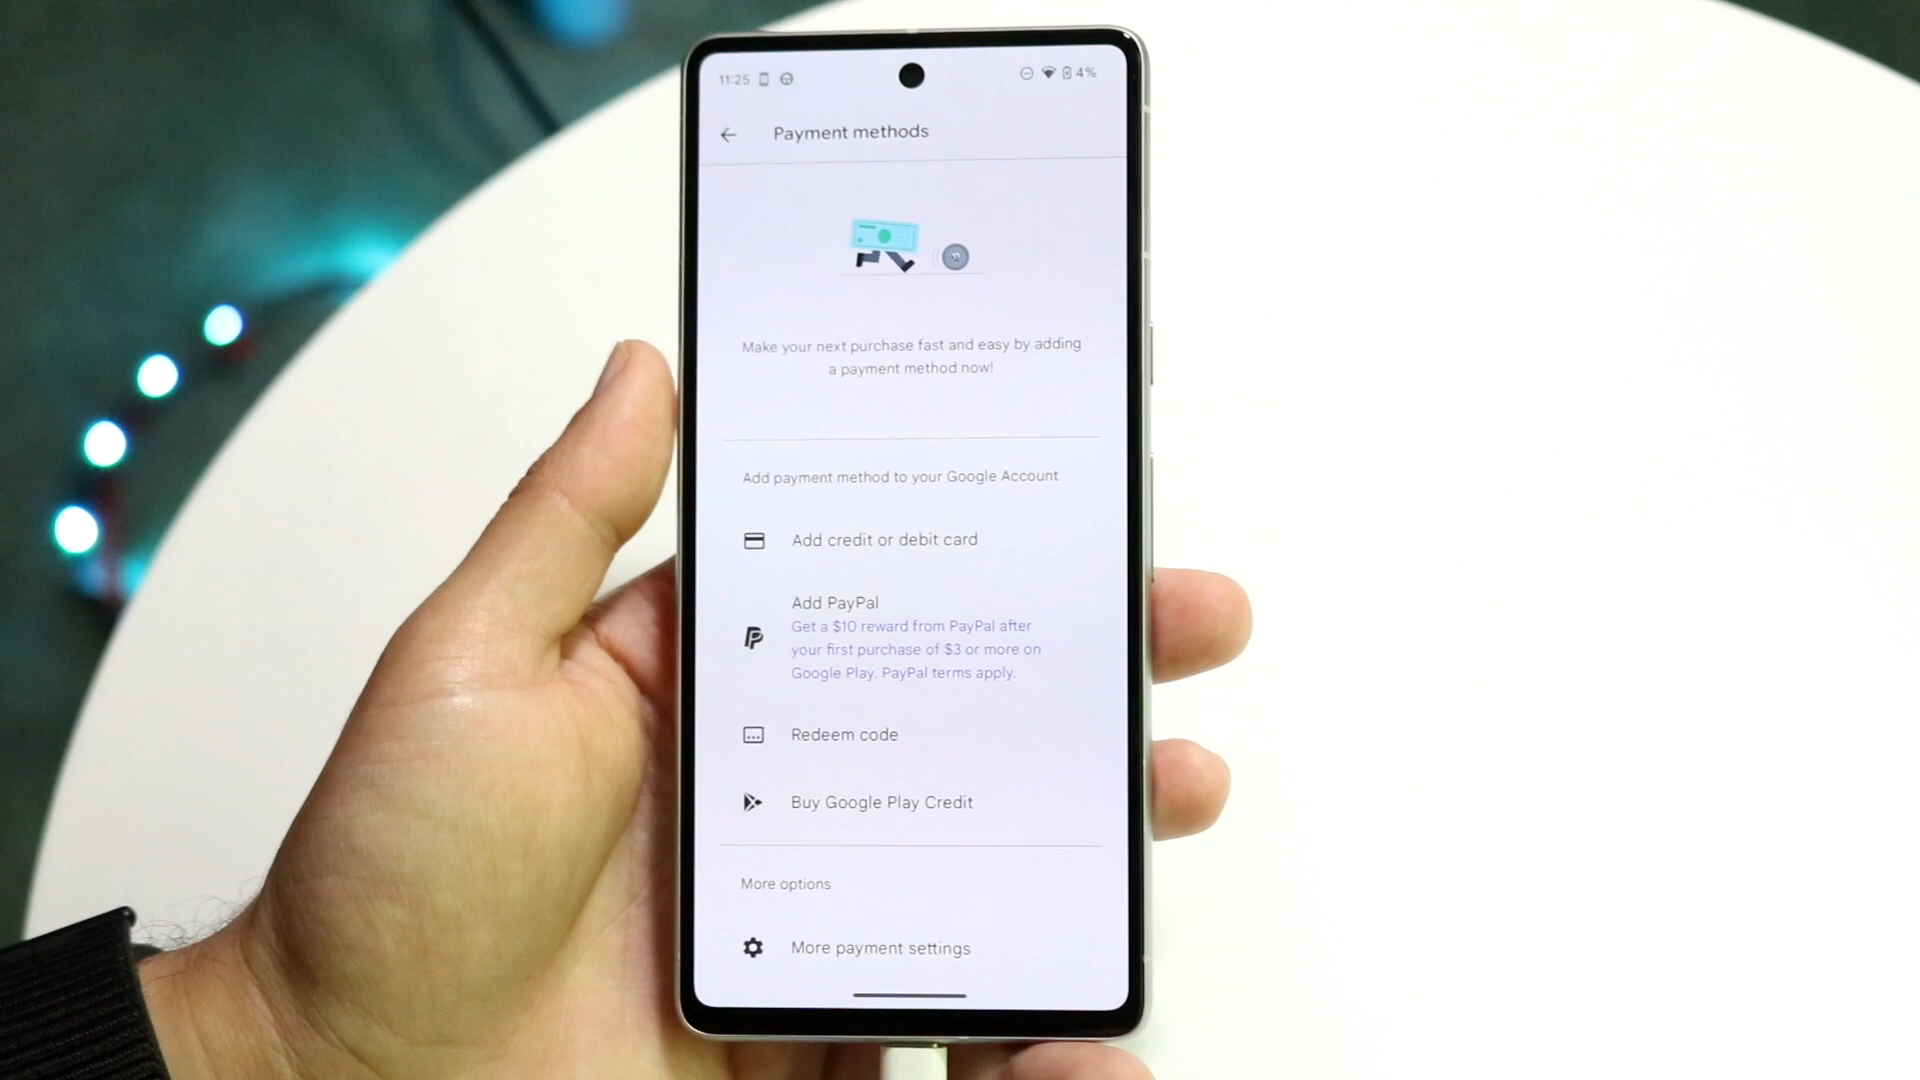 11:25
4%
Payment methods
Make your next purchase fast and easy by adding
a payment method now!
Add payment method to your Google Account
Add credit or debit card
Add PayPal
Get a $10 reward from PayPal after
your first purchase of $3 or more on
Google Play. PayPal terms apply.
Redeem code
Buy Google Play Credit
More options
More payment settings